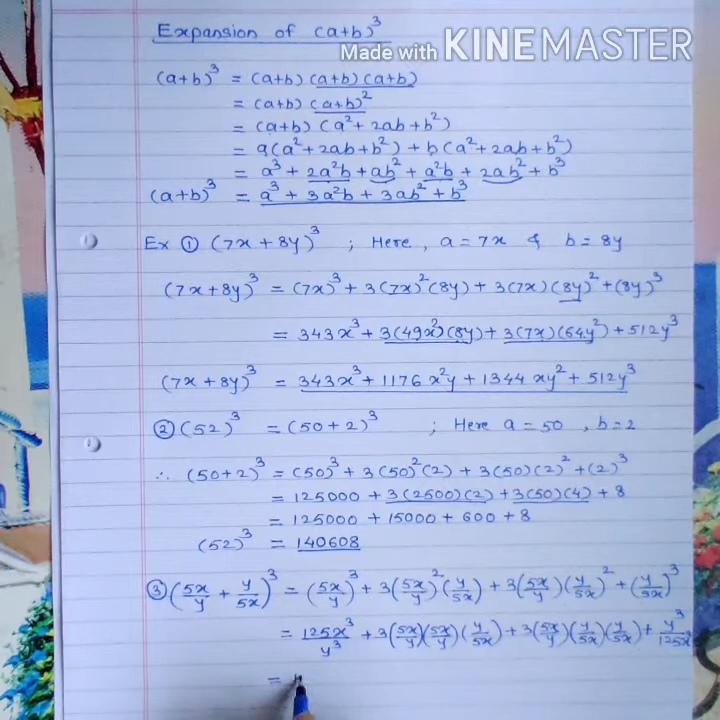 Expansion of (a+b)³
Made with KINEMASTER
(a+b)³ = (a+b) (a+b) (a+b)
= (a+b) (a+b)²
= (a+b) (a² + 2ab + b²)
= a(a² + 2ab + b²) + b(a² + 2ab + b²)
= a³ + 2a²b + ab² + a²b + 2ab² + b³
(a+b)³ = a³ + 3a²b + 3ab² + b³
Ex ① (7x + 8y)³ ; Here, a = 7x & b = 8y
(7x + 8y)³ = (7x)³ + 3(7x)²(8y) + 3(7x)(8y)² + (8y)³
= 343x³ + 3(49x²)(8y) + 3(7x)(64y²) + 512y³
(7x + 8y)³ = 343x³ + 1176 x²y + 1344 xy² + 512y³
② (52)³ = (50+2)³ ; Here a = 50, b = 2
∴ (50+2)³ = (50)³ + 3(50)²(2) + 3(50)(2)² + (2)³
= 125000 + 3(2500)(2) + 3(50)(4) + 8
= 125000 + 15000 + 600 + 8
(52)³ = 140608
③ (5x/y + y/5x)³ = (5x/y)³ + 3(5x/y)²(y/5x) + 3(5x/y)(y/5x)² + (y/5x)³
= 125x³/y³ + 3(5x/y)(5x/y)(y/5x) + 3(5x/y)(y/5x)(y/5x) + y³/125x³
=